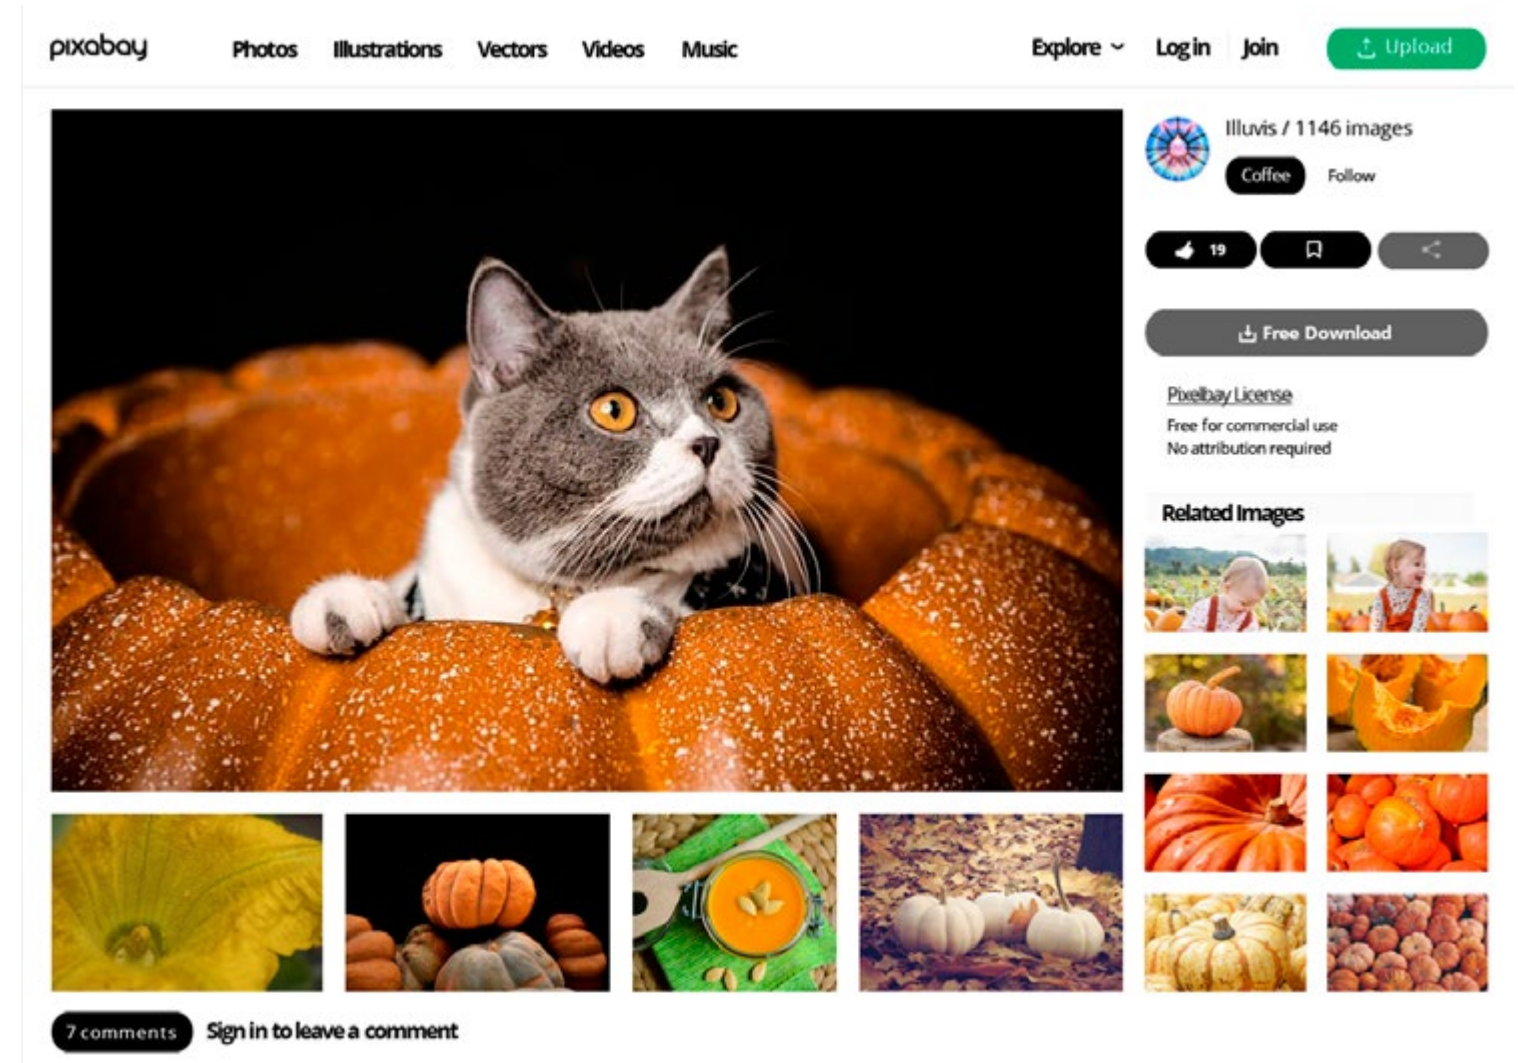 pixabay
Photos Illustrations Vectors Videos Music
Explore Log in Join Upload
Illuvis / 1146 images
Coffee Follow
19
Free Download
Pixelbay License
Free for commercial use
No attribution required
Related Images
7 comments Sign in to leave a comment